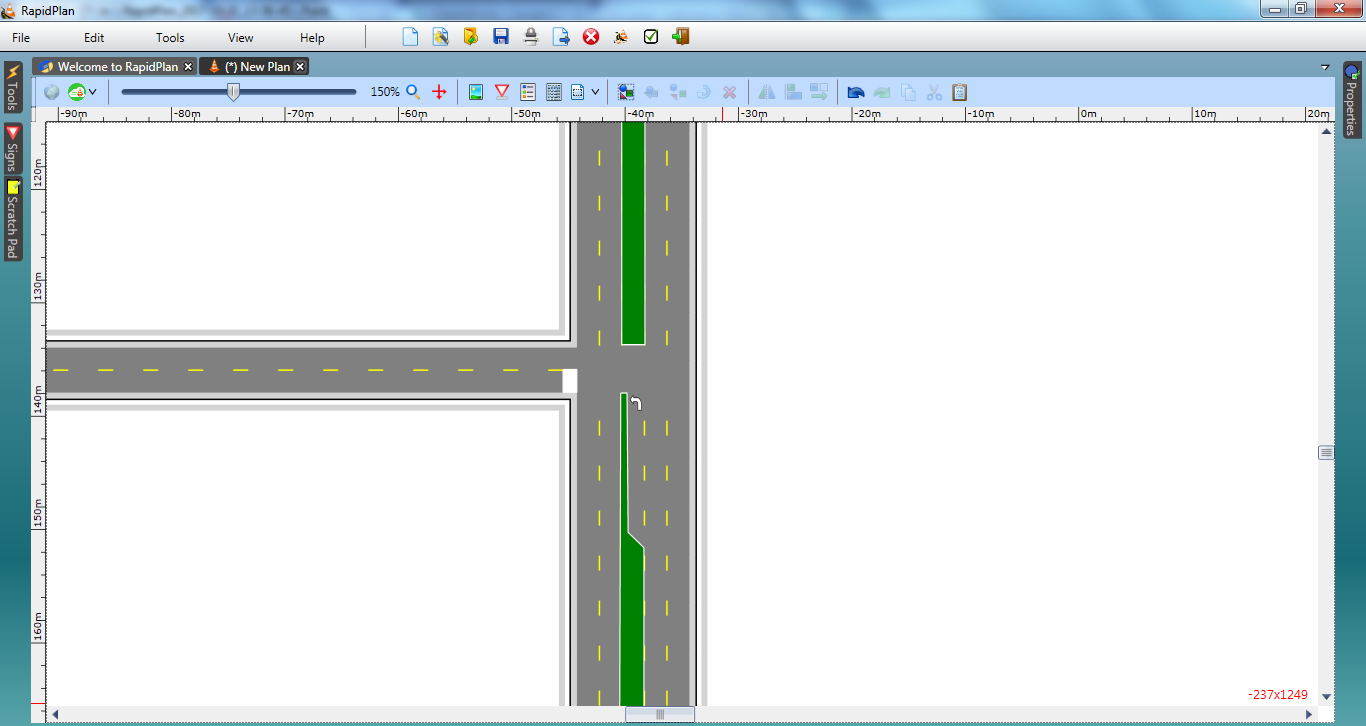 RapidPlan
File Edit Tools View Help
Welcome to RapidPlan (*) New Plan
150%
-90m -80m -70m -60m -50m -40m -30m -20m -10m 0m 10m 20m
Tools
Signs
Scratch Pad
Properties
120m
130m
140m
150m
160m
-237x1249